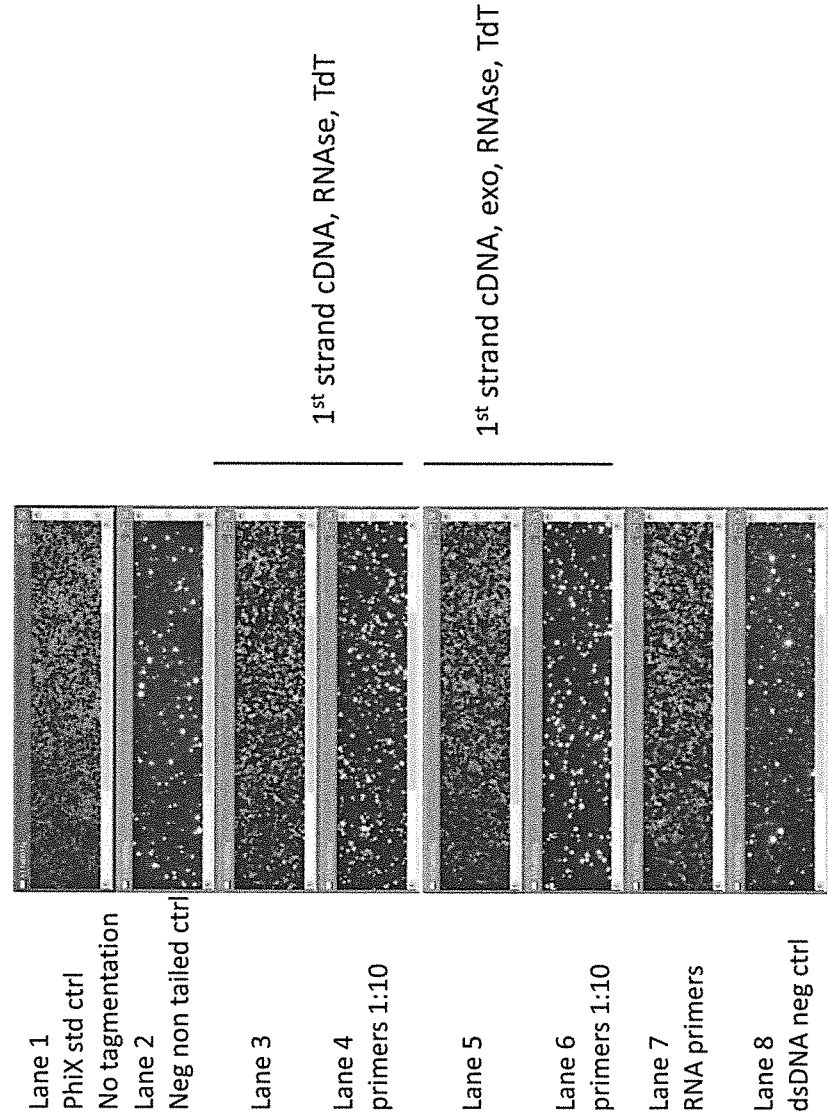 Lane 1
PhiX std ctrl
No tagmentation
Lane 2
Neg non tailed ctrl
Lane 3
Lane 4
primers 1:10
Lane 5
Lane 6
primers 1:10
Lane 7
RNA primers
Lane 8
dsDNA neg ctrl
1st strand cDNA, RNAse, TdT
1st strand cDNA, exo, RNAse, TdT